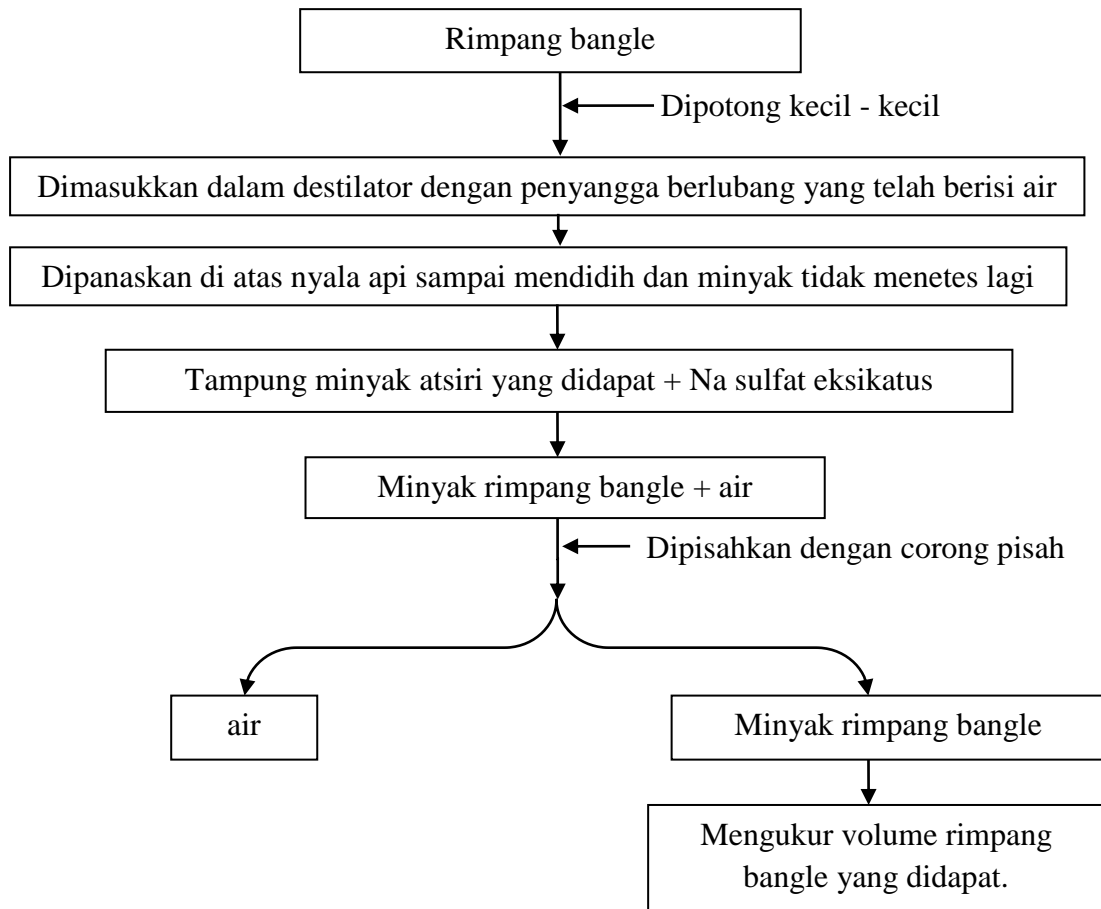 Rimpang bangle
Dipotong kecil - kecil
Dimasukkan dalam destilator dengan penyangga berlubang yang telah berisi air
Dipanaskan di atas nyala api sampai mendidih dan minyak tidak menetes lagi
Tampung minyak atsiri yang didapat + Na sulfat eksikatus
Minyak rimpang bangle + air
Dipisahkan dengan corong pisah
air
Minyak rimpang bangle
Mengukur volume rimpang
bangle yang didapat.